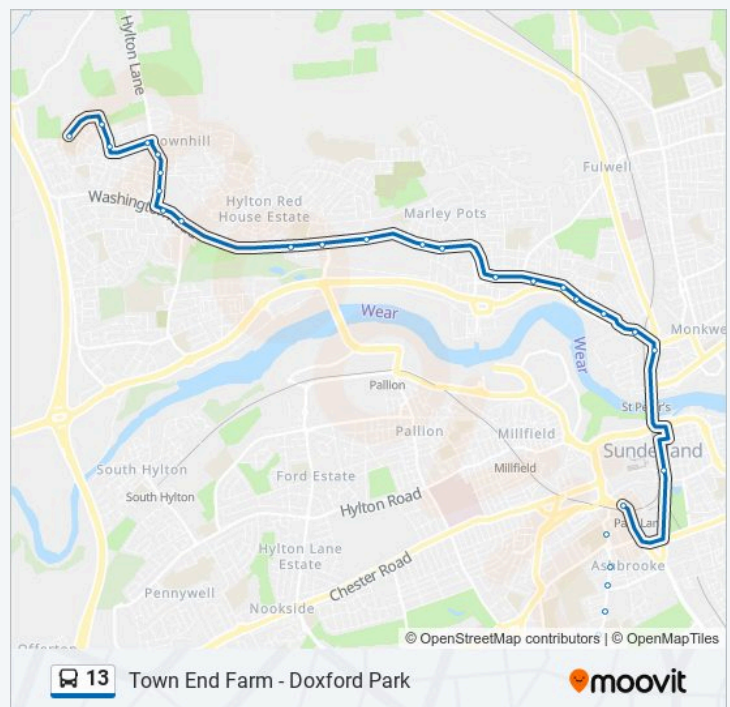 Hylton Lane
ownhill
Fulwell
Washingto
Hylton Red
House Estate
Marley Pots
Wear
Monkwe
Wear
Pallion
St Peter's
Pallion
Millfield
Sunderland
South Hylton
Ford Estate
Millfield
South Hylton
Hylton Road
Park Lane
Hylton Lane
Estate
Ashbrooke
Chester Road
Pennywell
Nookside
Offerton
© OpenStreetMap contributors | © OpenMapTiles
13 Town End Farm - Doxford Park
moovit